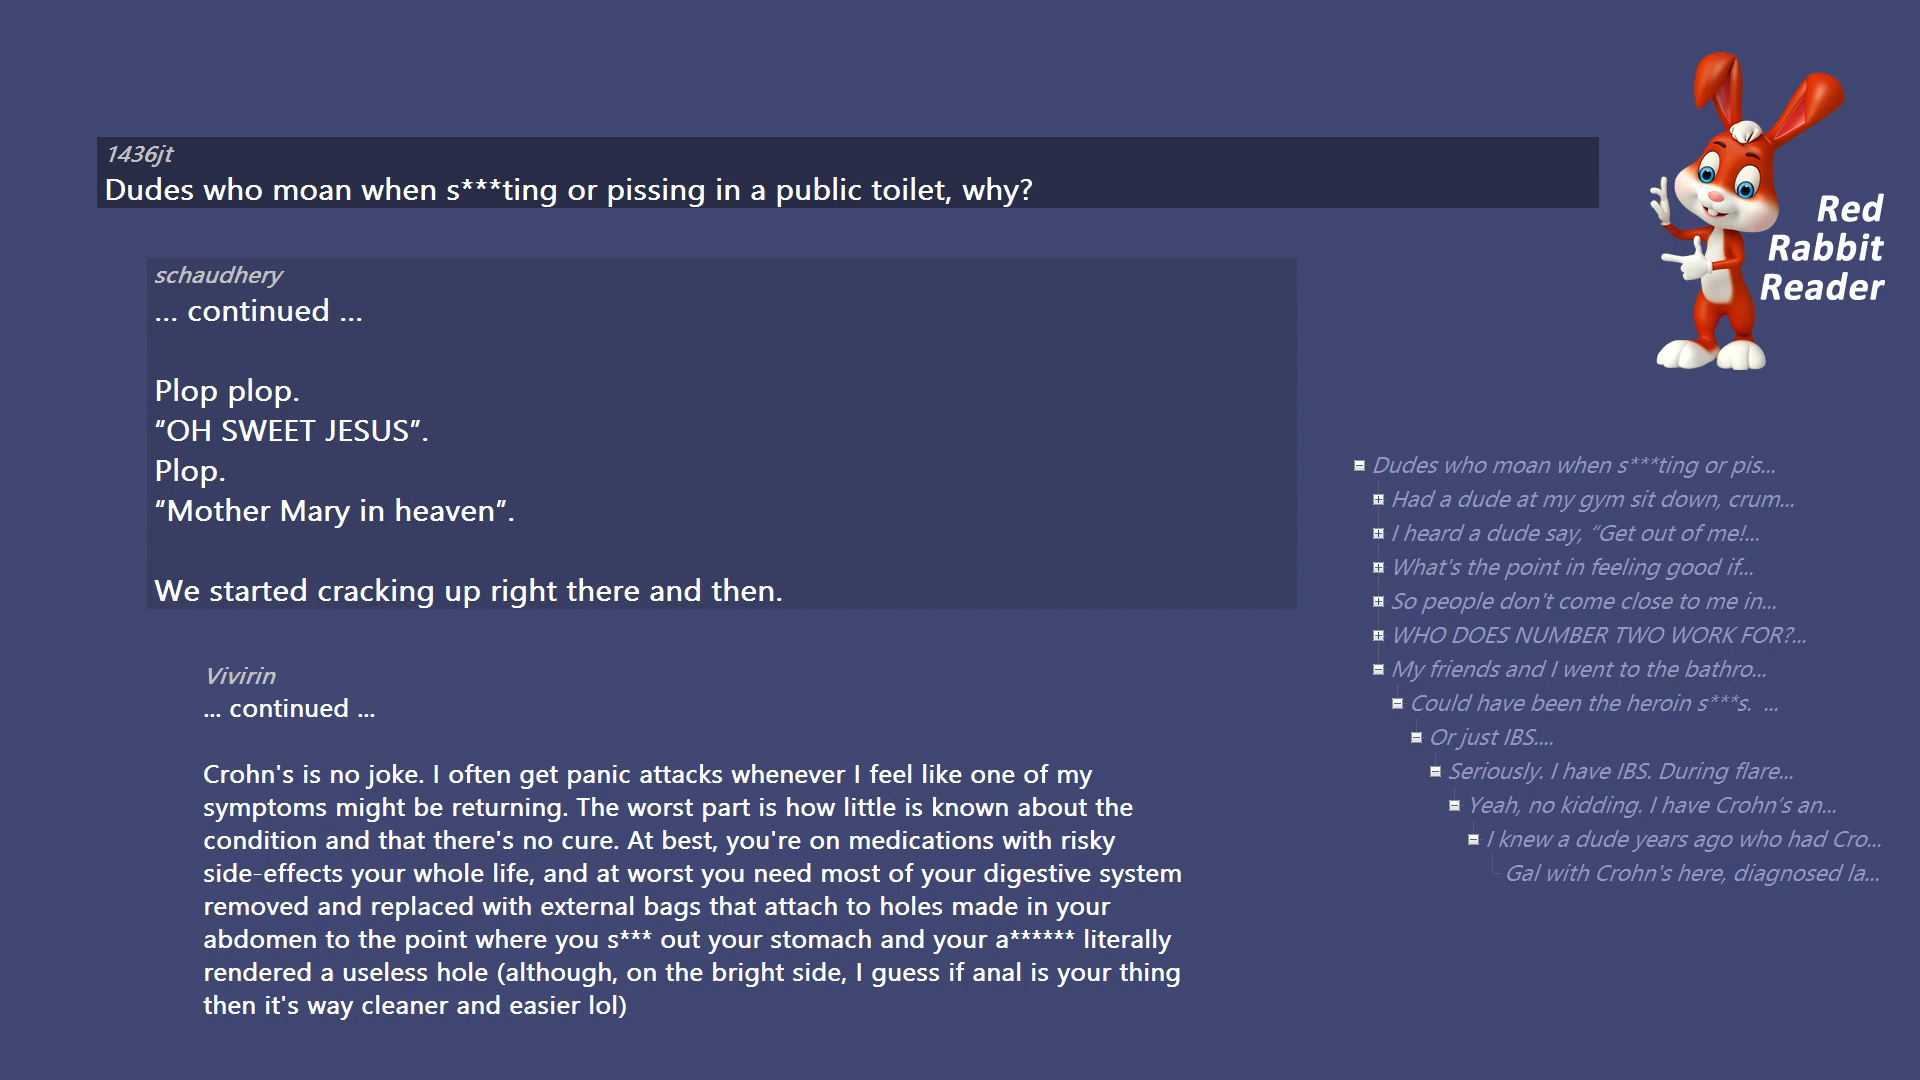 1436jt
Dudes who moan when s***ting or pissing in a public toilet, why?
schaudhery
... continued ...
Plop plop.
“OH SWEET JESUS”.
Plop.
“Mother Mary in heaven”.
We started cracking up right there and then.
Vivirin
... continued ...
Crohn's is no joke. I often get panic attacks whenever I feel like one of my
symptoms might be returning. The worst part is how little is known about the
condition and that there's no cure. At best, you're on medications with risky
side-effects your whole life, and at worst you need most of your digestive system
removed and replaced with external bags that attach to holes made in your
abdomen to the point where you s*** out your stomach and your a****** literally
rendered a useless hole (although, on the bright side, I guess if anal is your thing
then it's way cleaner and easier lol)
Red
Rabbit
Reader
Dudes who moan when s***ting or pis...
Had a dude at my gym sit down, crum...
I heard a dude say, “Get out of me!...
What's the point in feeling good if...
So people don't come close to me in...
WHO DOES NUMBER TWO WORK FOR?...
My friends and I went to the bathro...
Could have been the heroin s***s.  ...
Or just IBS....
Seriously. I have IBS. During flare...
Yeah, no kidding. I have Crohn’s an...
I knew a dude years ago who had Cro...
Gal with Crohn's here, diagnosed la...